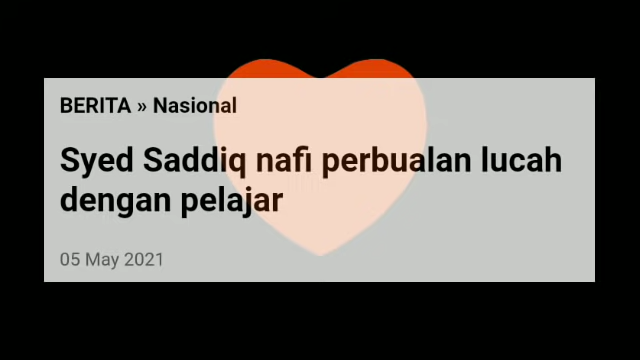 BERITA » Nasional
Syed Saddiq nafi perbualan lucah
dengan pelajar
05 May 2021